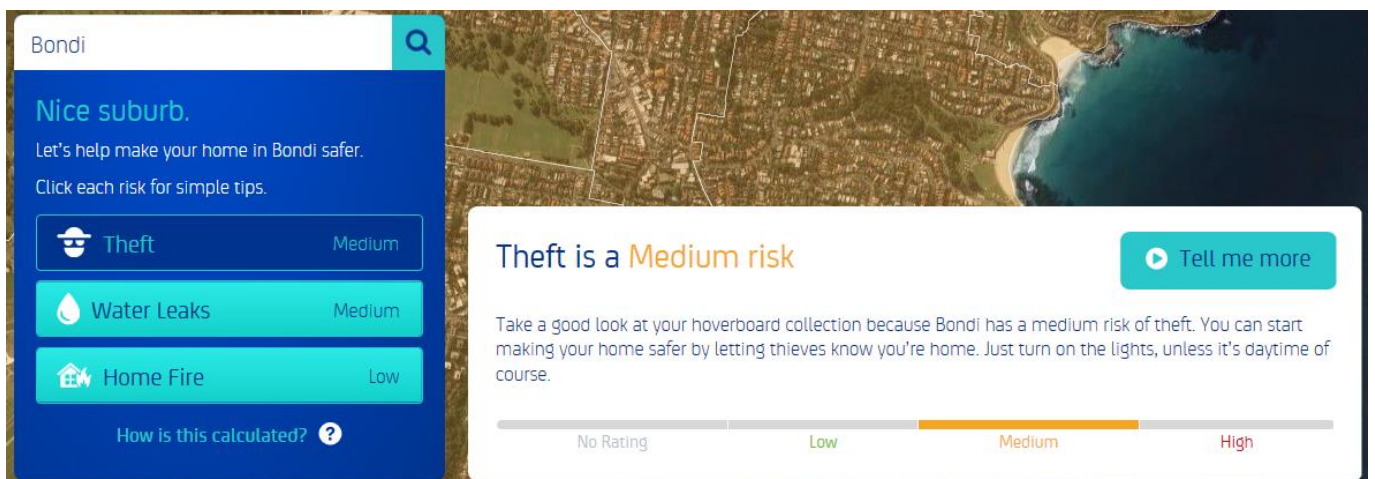 Bondi
Nice suburb.
Let's help make your home in Bondi safer.
Click each risk for simple tips.
Theft Medium
Water Leaks Medium
Home Fire Low
How is this calculated? ?
Theft is a Medium risk
Tell me more
Take a good look at your hoverboard collection because Bondi has a medium risk of theft. You can start
making your home safer by letting thieves know you're home. Just turn on the lights, unless it's daytime of
course.
No Rating Low Medium High